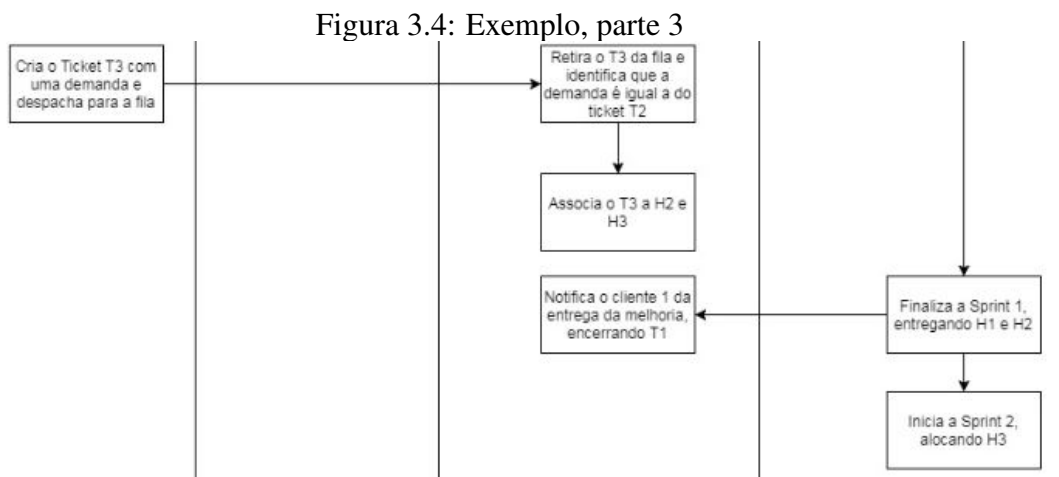 Figura 3.4: Exemplo, parte 3
Cria o Ticket T3 com
uma demanda e
despacha para a fila
Retira o T3 da fila e
identifica que a
demanda é igual a do
ticket T2
Associa o T3 a H2 e
H3
Notifica o cliente 1 da
entrega da melhoria,
encerrando T1
Finaliza a Sprint 1,
entregando H1 e H2
Inicia a Sprint 2,
alocando H3